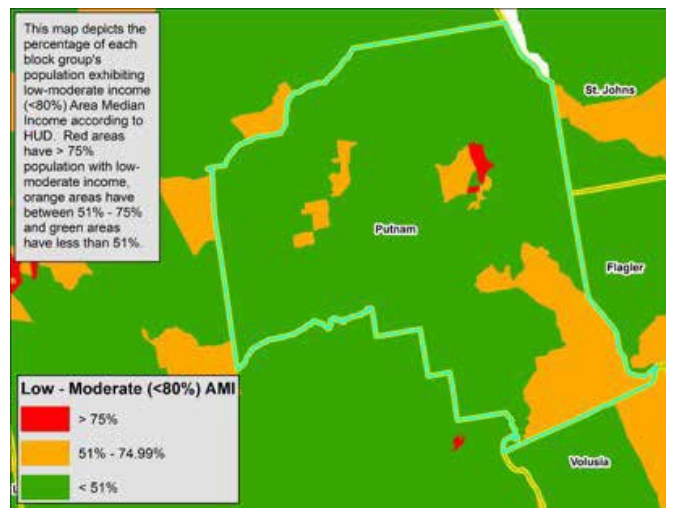 This map depicts the
percentage of each
block group's
population exhibiting
low-moderate income
(<80%) Area Median
Income according to
HUD. Red areas
have > 75%
population with low-
moderate income,
orange areas have
between 51% - 75%
and green areas
have less than 51%.
St. Johns
Putnam
Flagler
Low - Moderate (<80%) AMI
> 75%
51% - 74.99%
< 51%
Volusia